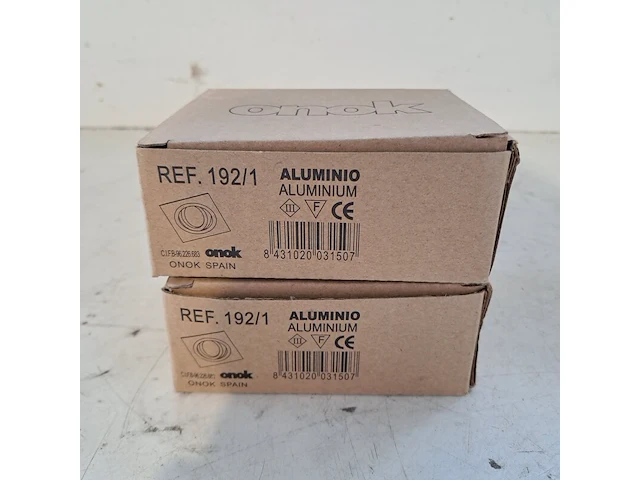 onok
REF. 192/1
ALUMINIO
ALUMINIUM
III F CE
8 431020 031507
C.I.F.B-96.226.683 onok
ONOK SPAIN
REF. 192/1
ALUMINIO
ALUMINIUM
III F CE
8 431020 031507
onok
ONOK SPAIN